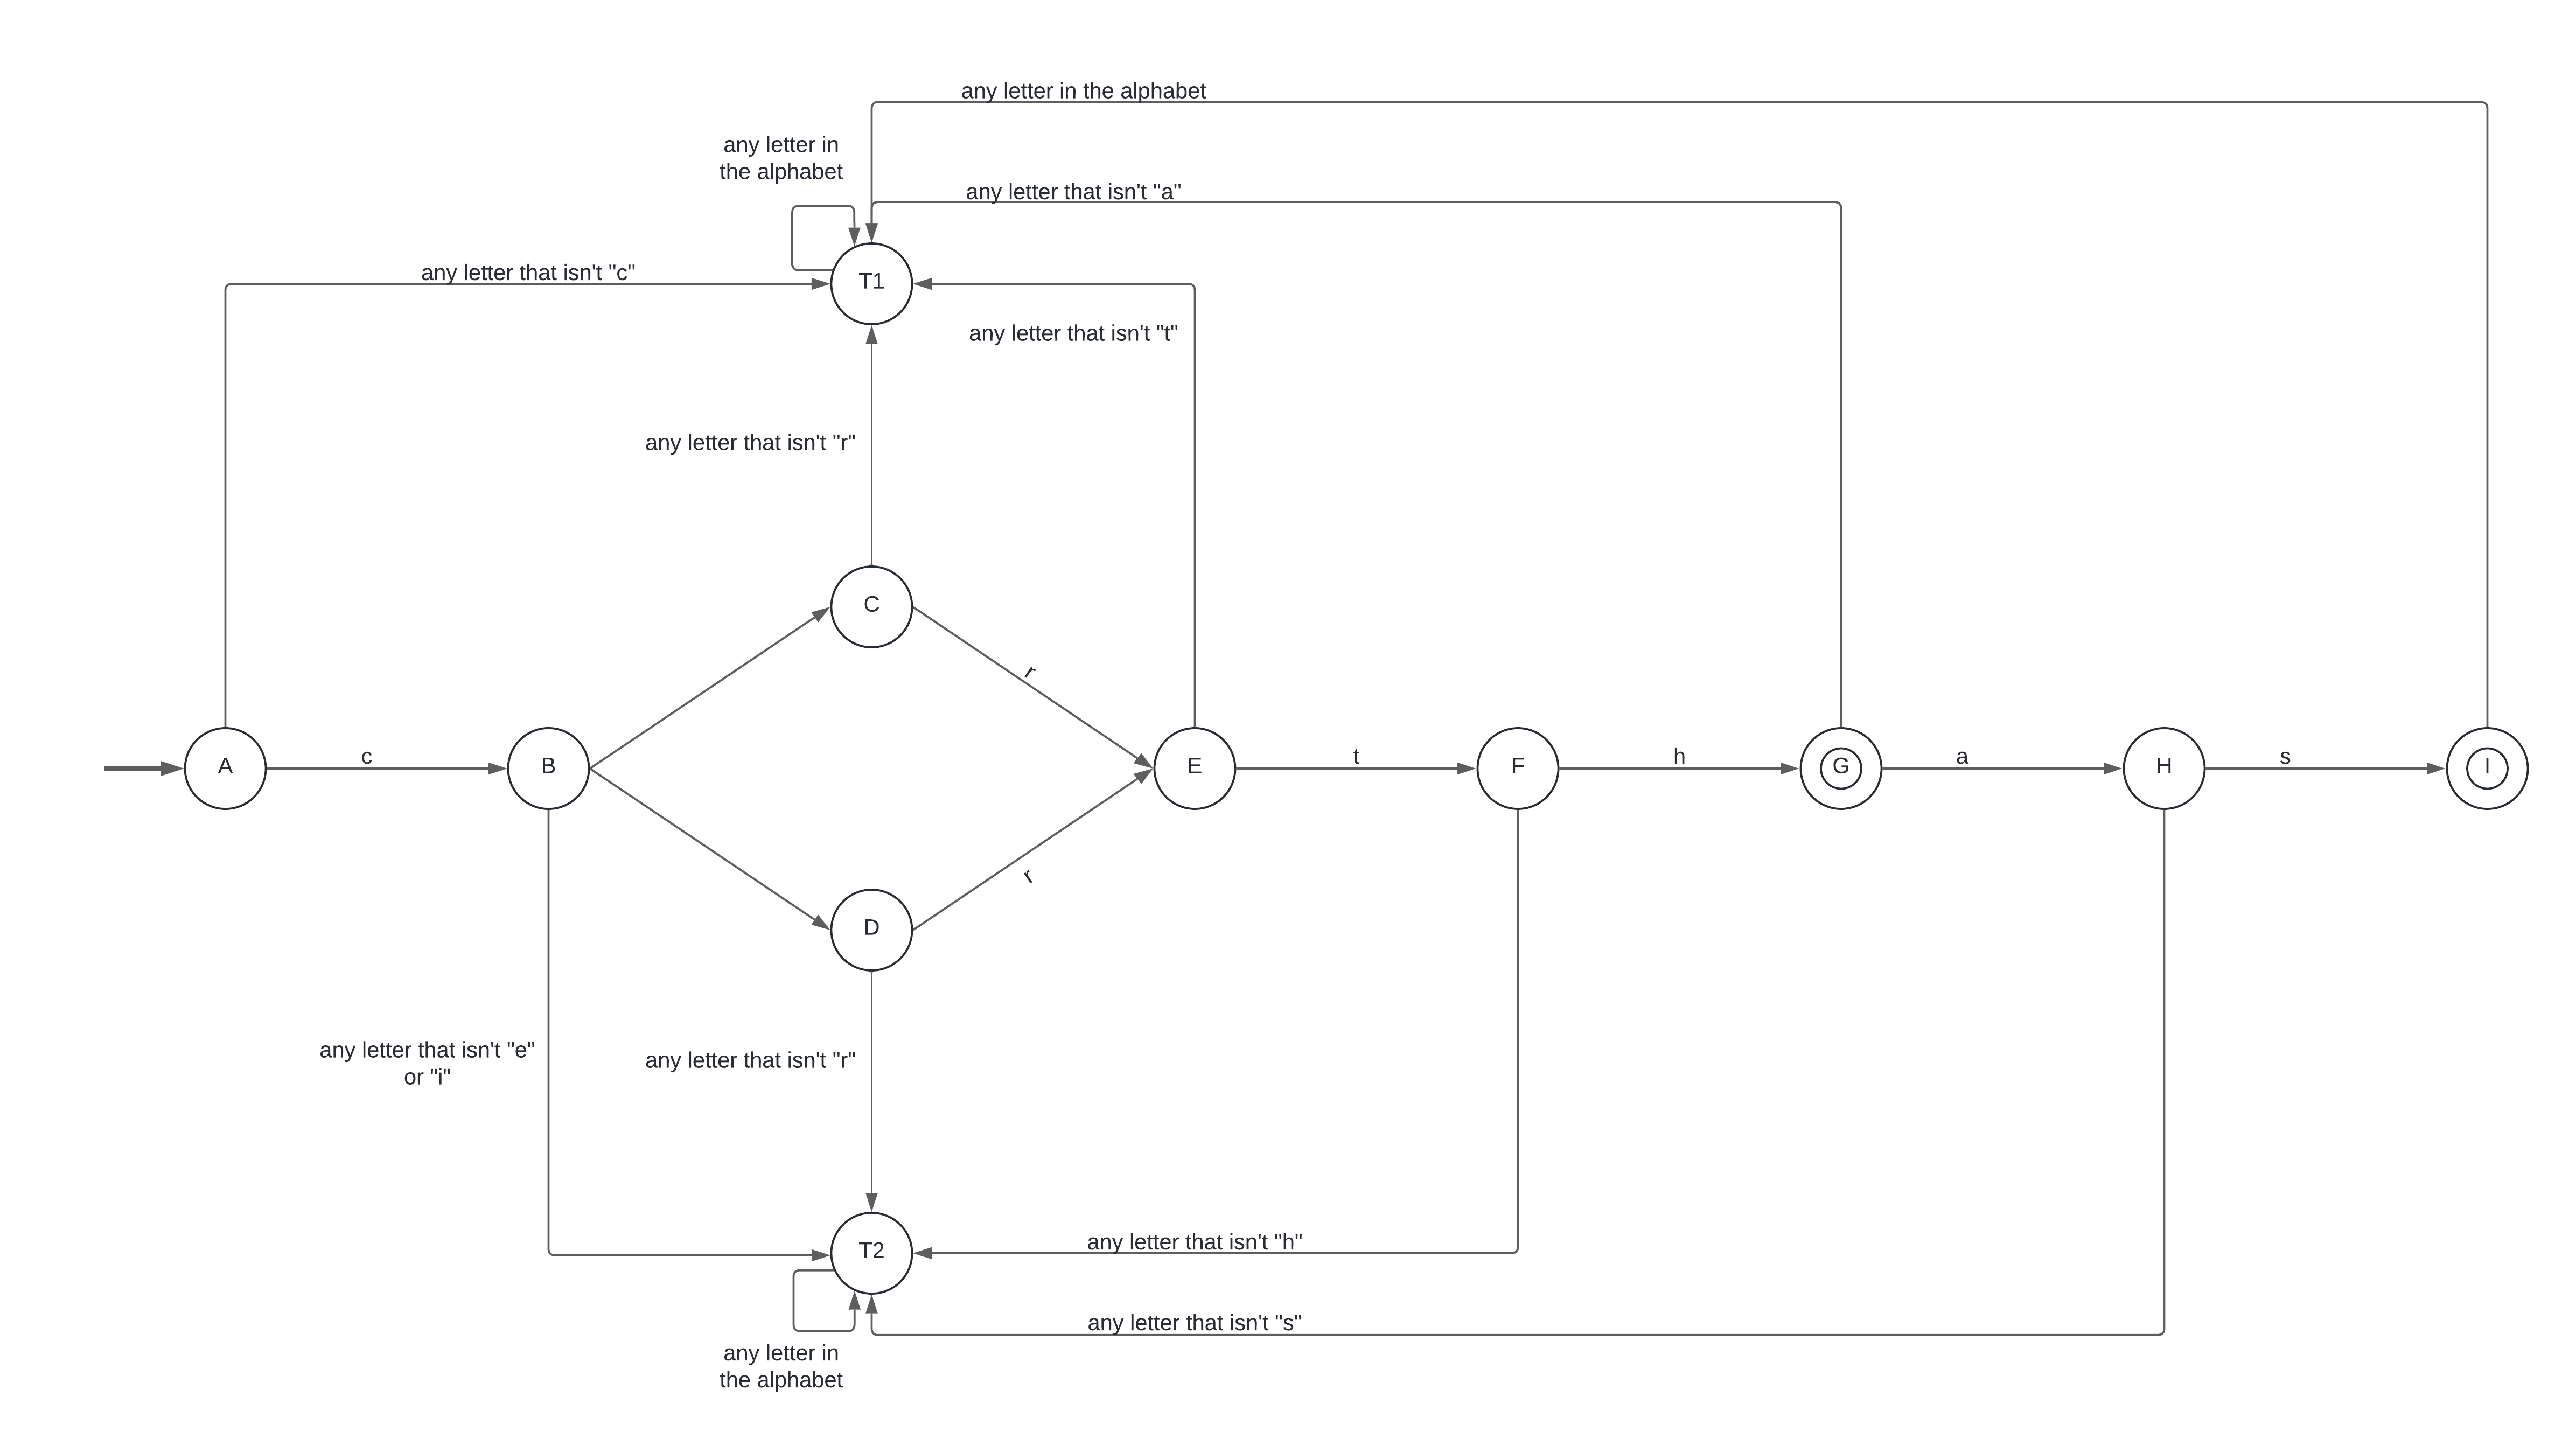 any letter in the alphabet
any letter in
the alphabet
any letter that isn't "a"
any letter that isn't "c"
T1
any letter that isn't "t"
any letter that isn't "r"
C
r
A
c
B
E
t
F
h
G
a
H
s
I
r
D
any letter that isn't "e"
or "i"
any letter that isn't "r"
T2
any letter that isn't "h"
any letter that isn't "s"
any letter in
the alphabet